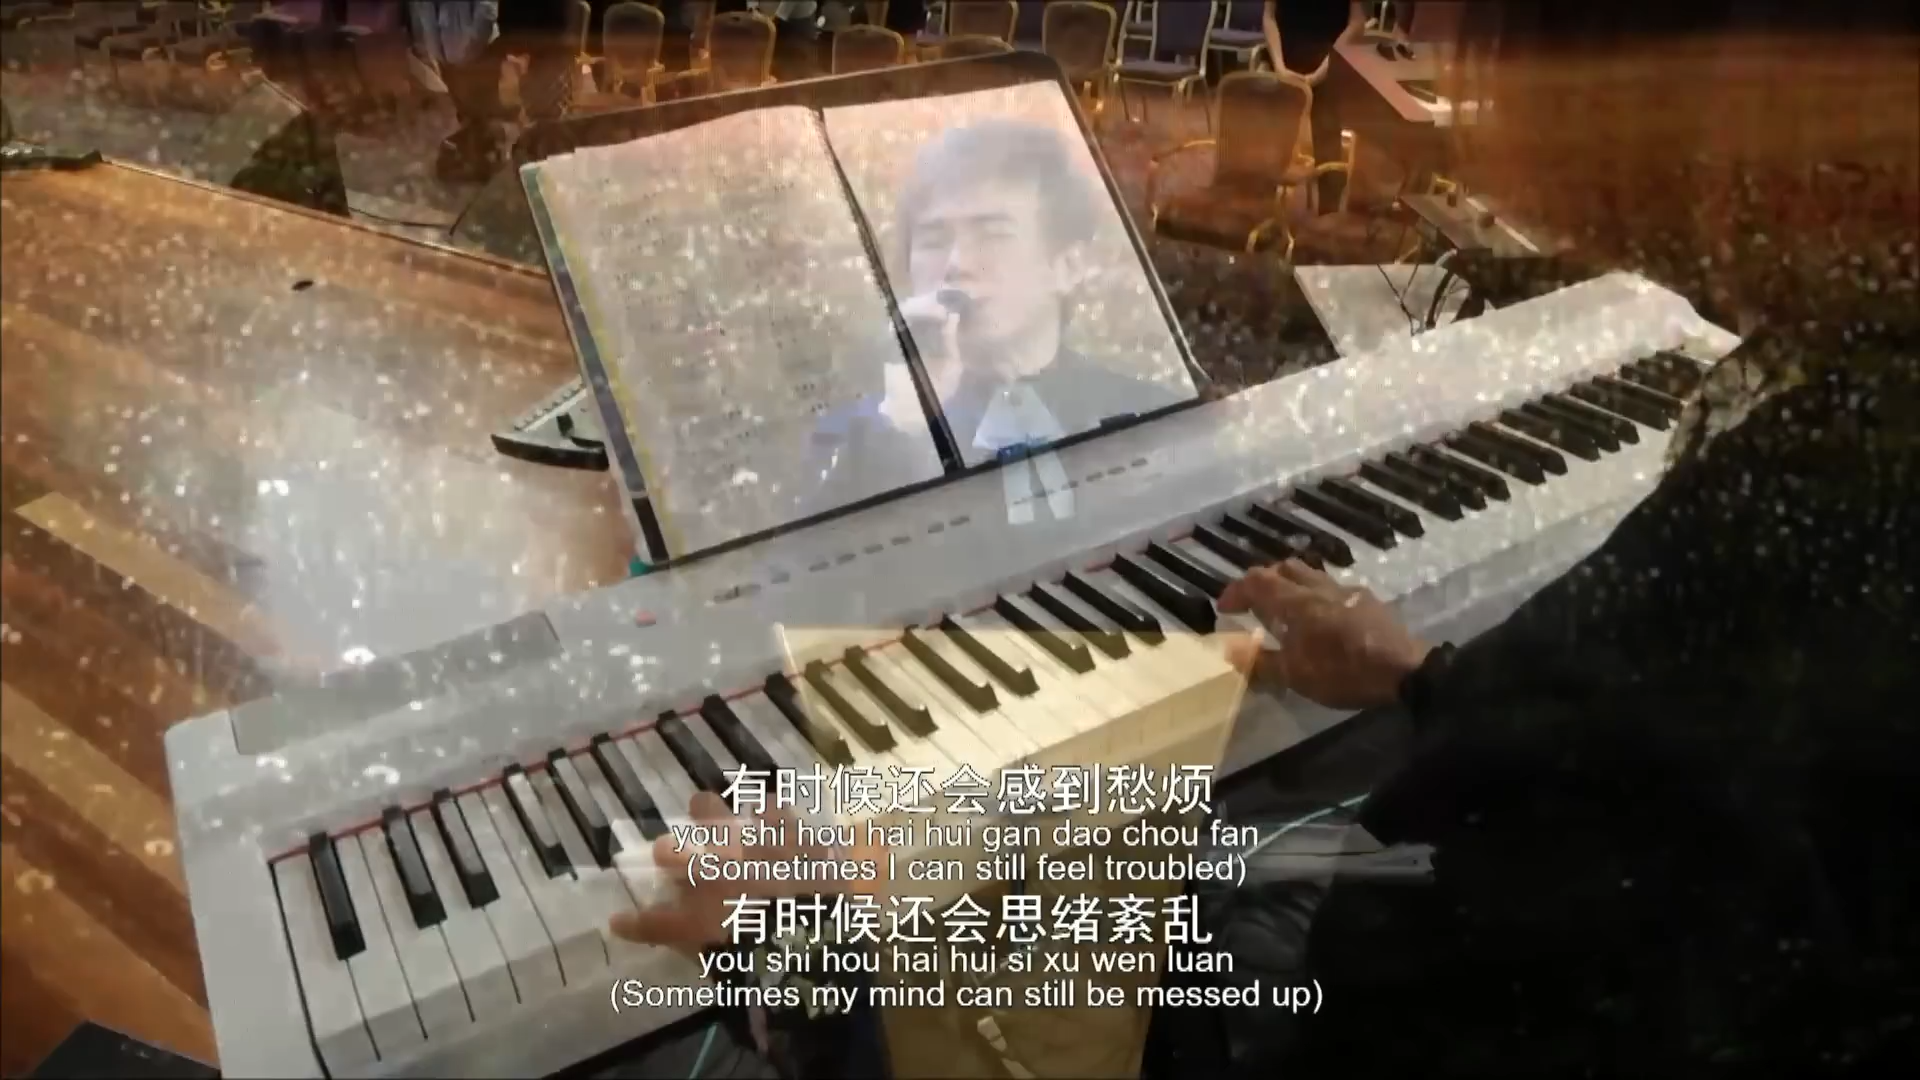 有时候还会感到愁烦
you shi hou hai hui gan dao chou fan
(Sometimes I can still feel troubled)
有时候还会思绪紊乱
you shi hou hai hui si xu wen luan
(Sometimes my mind can still be messed up)